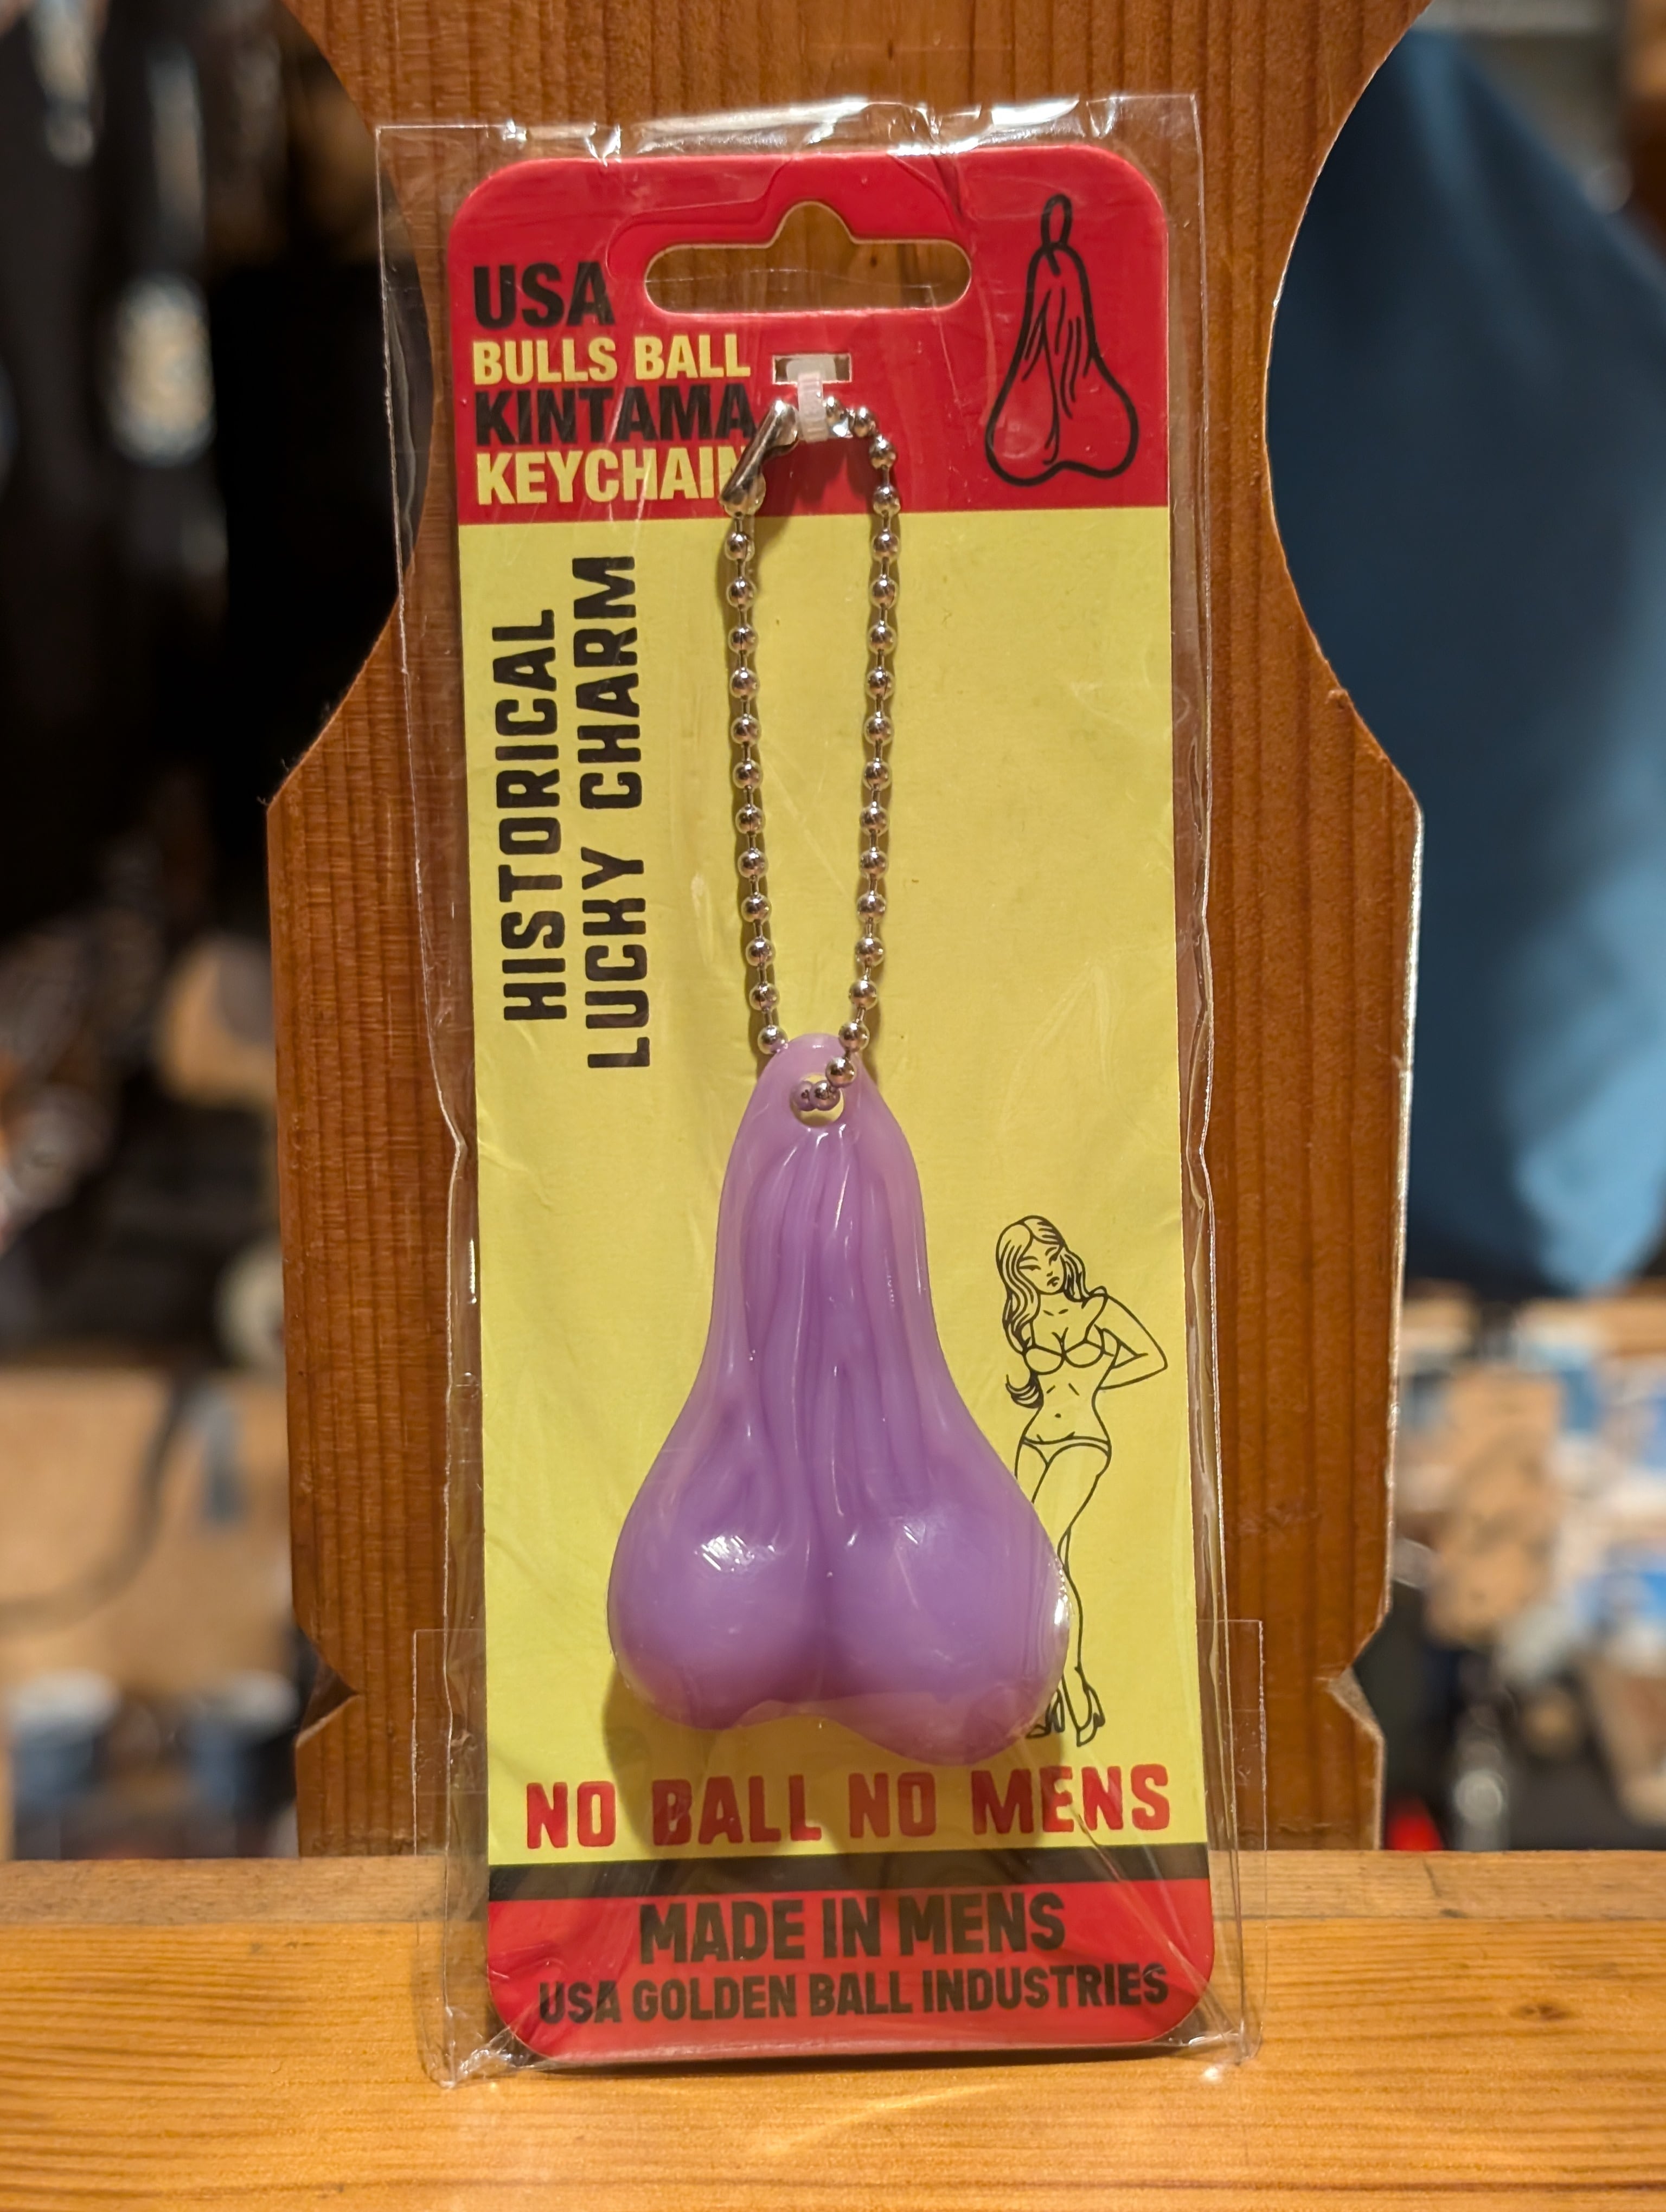 USA
BULLS BALL
KINTAMA
KEYCHAIN
HISTORICAL
LUCKY CHARM
NO BALL NO MENS
MADE IN MENS
USA GOLDEN BALL INDUSTRIES